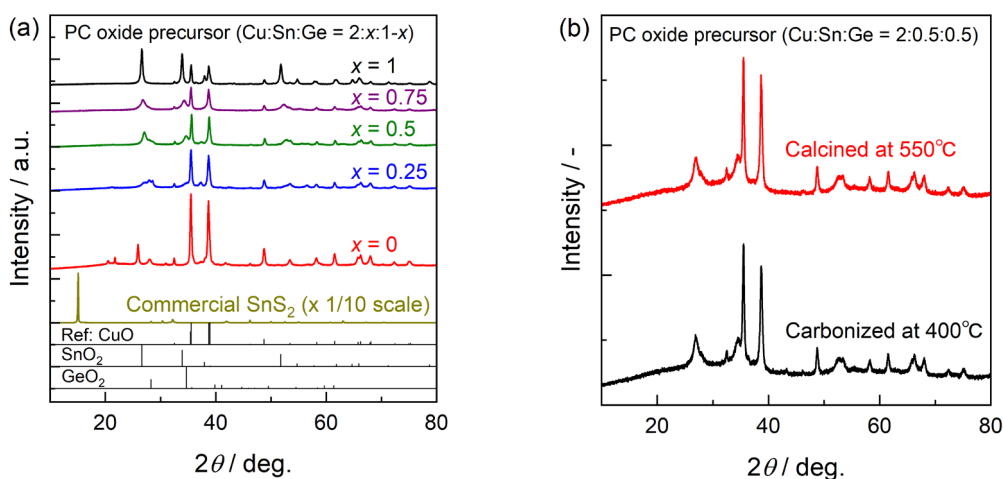 (a)
PC oxide precursor (Cu:Sn:Ge = 2:x:1-x)
x = 1
x = 0.75
x = 0.5
x = 0.25
x = 0
Commercial SnS₂ (x 1/10 scale)
Ref: CuO
SnO₂
GeO₂
Intensity / a.u.
20 40 60 80
2θ / deg.
(b)
PC oxide precursor (Cu:Sn:Ge = 2:0.5:0.5)
Calcined at 550°C
Carbonized at 400°C
Intensity / -
20 40 60 80
2θ / deg.